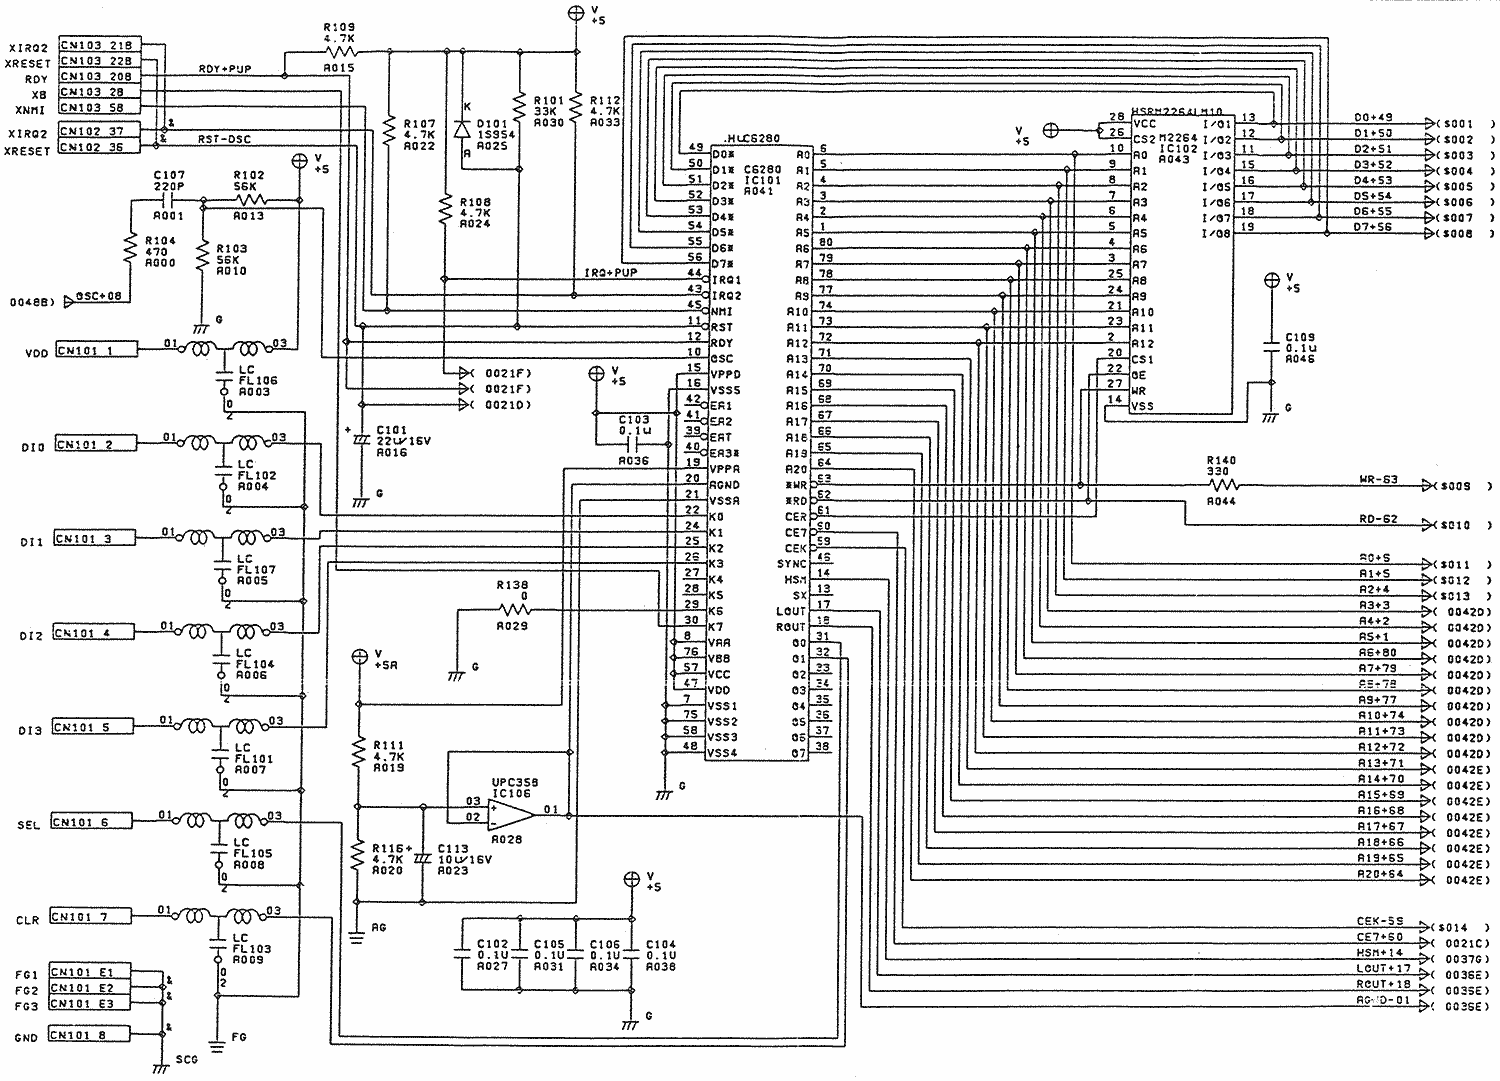 V
+5
R109
4.7K
A015
XIRQ2 CN103 21B
XRESET CN103 22B
RDY CN103 20B
XB CN103 28
XNMI CN103 58
XIRQ2 CN102 37
XRESET CN102 36
RDY+PUP
RST-DSC
R107
4.7K
A022
K
D101
1S954
A025
A
R101
33K
A030
R112
4.7K
A033
R108
4.7K
A024
C107
220P
A001
V
+5
R102
56K
A013
R104
470
A000
R103
56K
A010
0048B) OSC+08
G
IRQ+PUP
HuC6280
C6280
IC101
A041
49 D0*
50 D1*
51 D2*
52 D3*
53 D4*
54 D5*
55 D6*
56 D7*
44 IRQ1
43 IRQ2
45 NMI
11 RST
12 RDY
10 OSC
15 VPPD
16 VSSS
42 EA1
41 EA2
39 EAT
40 EA3*
19 VPPA
20 AGND
21 VSSA
22 K0
24 K1
25 K2
26 K3
27 K4
28 K5
29 K6
30 K7
8 VAA
76 VBB
57 VCC
47 VDD
7 VSS1
75 VSS2
58 VSS3
48 VSS4
A0 6
A1 5
A2 4
A3 3
A4 2
A5 1
A6 80
A7 79
A8 78
A9 77
A10 74
A11 73
A12 72
A13 71
A14 70
A15 69
A16 68
A17 67
A18 66
A19 65
A20 64
*WR 63
*RD 62
CER 61
CE7 60
CEK 59
SYNC 46
HSM 14
SX 13
LOUT 17
ROUT 18
O0 31
O1 32
O2 33
O3 34
O4 35
O5 36
O6 37
O7 38
HSRM2264LM10
M2264
IC102
A043
V
+5
28 VCC
26 CS2
10 A0
9 A1
8 A2
7 A3
6 A4
5 A5
4 A6
3 A7
25 A8
24 A9
21 A10
23 A11
2 A12
20 CS1
22 OE
27 WR
14 VSS
I/O1 13
I/O2 12
I/O3 11
I/O4 15
I/O5 16
I/O6 17
I/O7 18
I/O8 19
D0+49 (S001 )
D1+50 (S002 )
D2+51 (S003 )
D3+52 (S004 )
D4+53 (S005 )
D5+54 (S006 )
D6+55 (S007 )
D7+56 (S008 )
V
+5
C109
0.1u
A046
G
R140
330
A044
WR-63 (S009 )
RD-62 (S010 )
A0+6 (S011 )
A1+5 (S012 )
A2+4 (S013 )
A3+3 ( 0042D)
A4+2 ( 0042D)
A5+1 ( 0042D)
A6+80 ( 0042D)
A7+79 ( 0042D)
A8+78 ( 0042D)
A9+77 ( 0042D)
A10+74 ( 0042D)
A11+73 ( 0042D)
A12+72 ( 0042D)
A13+71 ( 0042E)
A14+70 ( 0042E)
A15+69 ( 0042E)
A16+68 ( 0042E)
A17+67 ( 0042E)
A18+66 ( 0042E)
A19+65 ( 0042E)
A20+64 ( 0042E)
CEK-59 (S014 )
CE7+60 ( 0021C)
HSM+14 ( 0037G)
LOUT+17 ( 0036E)
ROUT+18 ( 0035E)
AGND-01 ( 0035E)
VDD CN101 1
01 03
LC
FL106
A003
0
2
DI0 CN101 2
01 03
LC
FL102
A004
0
2
DI1 CN101 3
01 03
LC
FL107
A005
0
2
DI2 CN101 4
01 03
LC
FL104
A006
0
2
DI3 CN101 5
01 03
LC
FL101
A007
0
2
SEL CN101 6
01 03
LC
FL105
A008
0
2
CLR CN101 7
01 03
LC
FL103
A009
0
2
FG1 CN101 E1
FG2 CN101 E2
FG3 CN101 E3
GND CN101 8
SCG
FG
( 0021F)
( 0021F)
( 0021D)
+
C101
22u/16V
A016
G
V
+5
C103
0.1u
A036
R138
0
A029
G
V
+5A
R111
4.7K
A019
UPC358
IC106
03 +
02 -
01
A028
R116
4.7K
A020
+
C113
10u/16V
A023
AG
G
V
+5
C102
0.1U
A027
C105
0.1U
A031
C106
0.1U
A034
C104
0.1U
A038
G